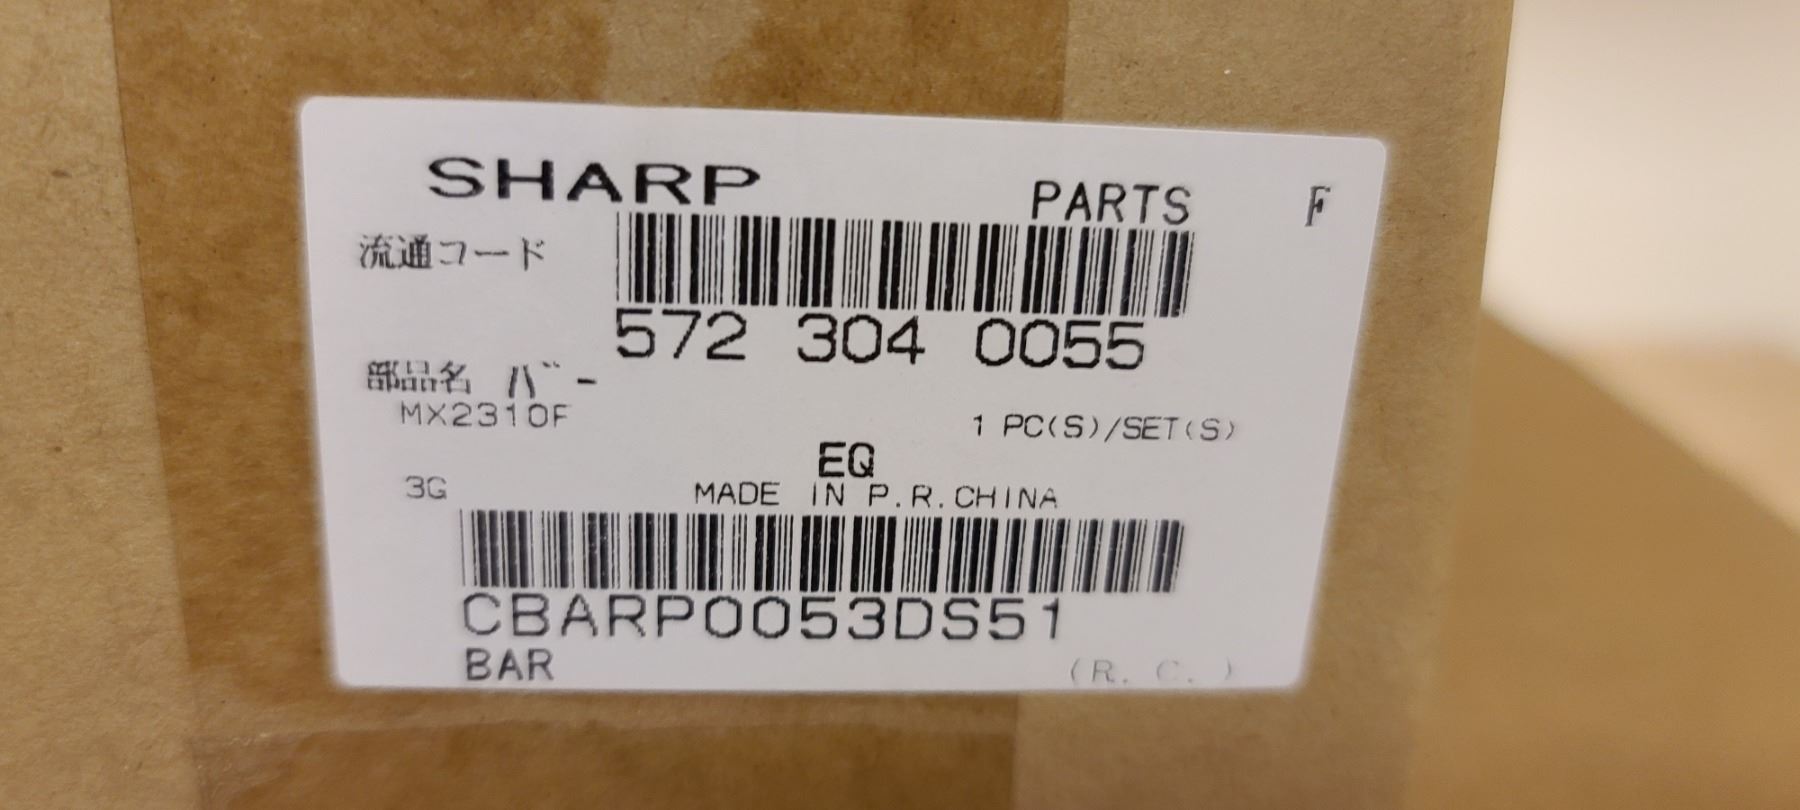 SHARP
PARTS F
流通コード
572 304 0055
部品名 バー
MX2310F
1 PC(S)/SET(S)
EQ
3G
MADE IN P.R.CHINA
CBARP0053DS51
BAR
(R. C. )